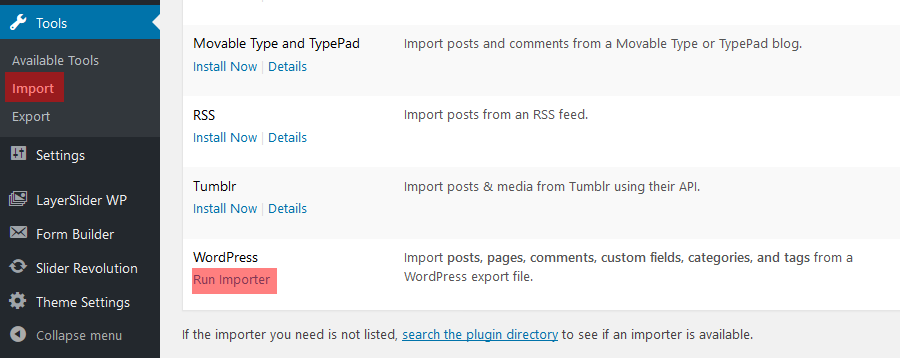 Tools
Available Tools
Import
Export
Settings
LayerSlider WP
Form Builder
Slider Revolution
Theme Settings
Collapse menu
Movable Type and TypePad
Import posts and comments from a Movable Type or TypePad blog.
Install Now | Details
RSS
Import posts from an RSS feed.
Install Now | Details
Tumblr
Import posts & media from Tumblr using their API.
Install Now | Details
WordPress
Run Importer
Import posts, pages, comments, custom fields, categories, and tags from a
WordPress export file.
If the importer you need is not listed, search the plugin directory to see if an importer is available.